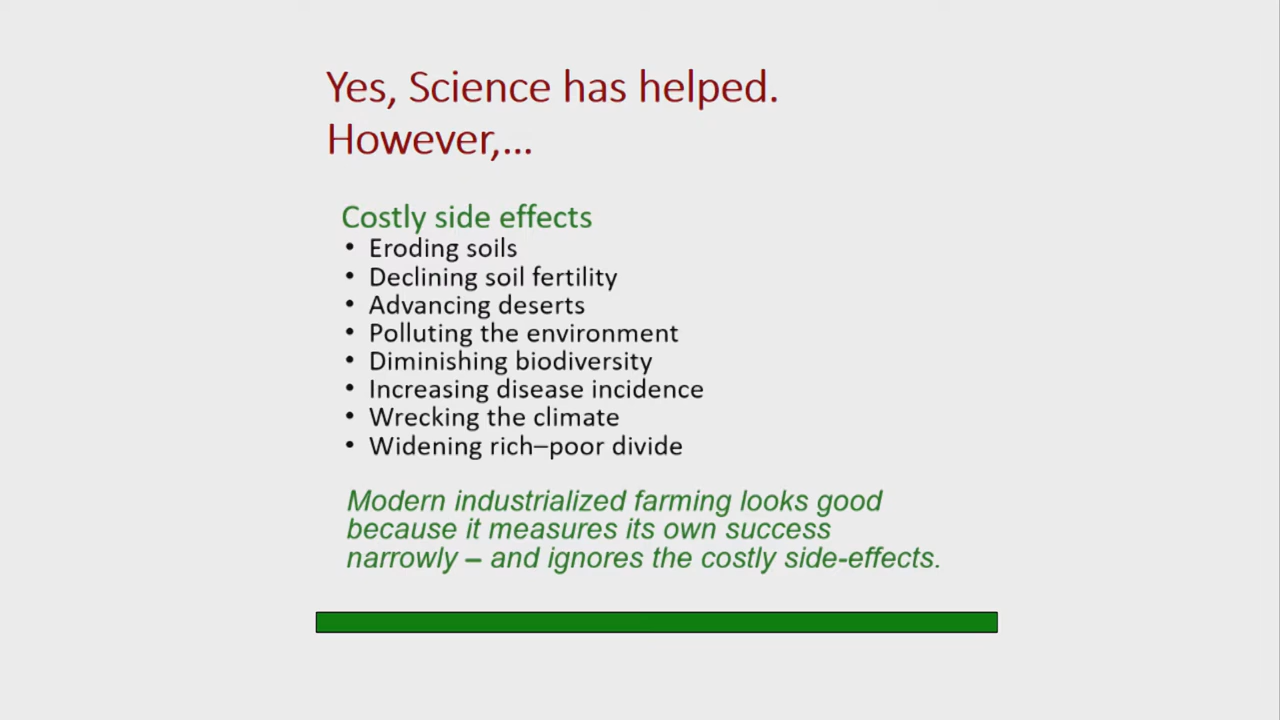 Yes, Science has helped.
However,...
Costly side effects
• Eroding soils
• Declining soil fertility
• Advancing deserts
• Polluting the environment
• Diminishing biodiversity
• Increasing disease incidence
• Wrecking the climate
• Widening rich–poor divide
Modern industrialized farming looks good
because it measures its own success
narrowly – and ignores the costly side-effects.